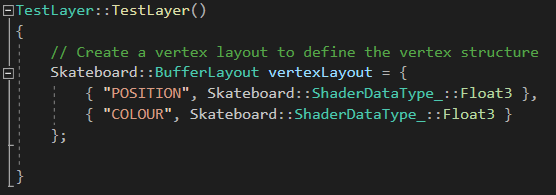 TestLayer::TestLayer()
{
    // Create a vertex layout to define the vertex structure
    Skateboard::BufferLayout vertexLayout = {
        { "POSITION", Skateboard::ShaderDataType_::Float3 },
        { "COLOUR", Skateboard::ShaderDataType_::Float3 }
    };
}